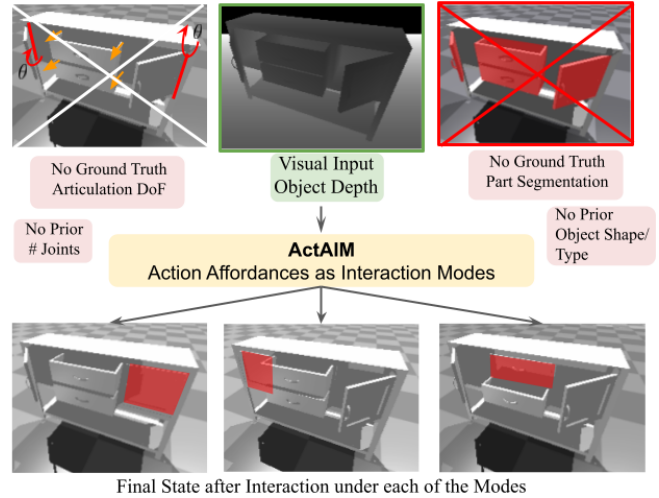 θ
θ
No Ground Truth
Articulation DoF
Visual Input
Object Depth
No Ground Truth
Part Segmentation
No Prior
# Joints
No Prior
Object Shape/
Type
ActAIM
Action Affordances as Interaction Modes
Final State after Interaction under each of the Modes